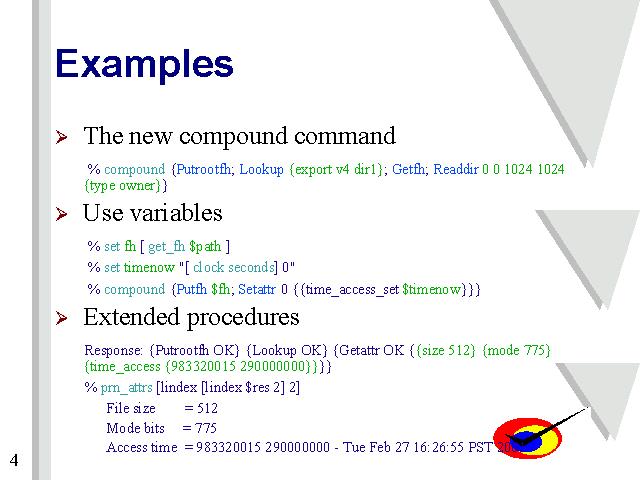 Examples
The new compound command
% compound {Putrootfh; Lookup {export v4 dir1}; Getfh; Readdir 0 0 1024 1024
{type owner}}
Use variables
% set fh [ get_fh $path ]
% set timenow "[ clock seconds] 0"
% compound {Putfh $fh; Setattr 0 {{time_access_set $timenow}}}
Extended procedures
Response: {Putrootfh OK} {Lookup OK} {Getattr OK {{size 512} {mode 775}
{time_access {983320015 290000000}}}}
% prn_attrs [lindex [lindex $res 2] 2]
File size = 512
Mode bits = 775
Access time = 983320015 290000000 - Tue Feb 27 16:26:55 PST
4